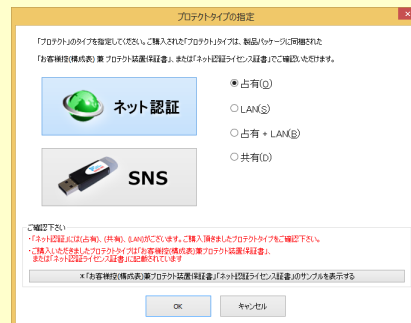 プロテクトタイプの指定
×
「プロテクト」のタイプを指定してください。ご購入された「プロテクト」タイプは、製品パッケージに同梱された
「お客様控(構成表) 兼 プロテクト装置保証書」、または「ネット認証ライセンス証書」でご確認いただけます。
ネット認証
SNS
占有(O)
LAN(S)
占有 + LAN(B)
共有(D)
ご確認下さい
・「ネット認証」には(占有)、(共有)、(LAN)がございます。ご購入頂きましたプロテクトタイプをご確認下さい。
・ご購入いただきましたプロテクトタイプは「お客様控(構成表)兼プロテクト装置保証書」、
または「ネット認証ライセンス証書」に記載されています
※「お客様控(構成表)兼プロテクト装置保証書」「ネット認証ライセンス証書」のサンプルを表示する
OK
キャンセル